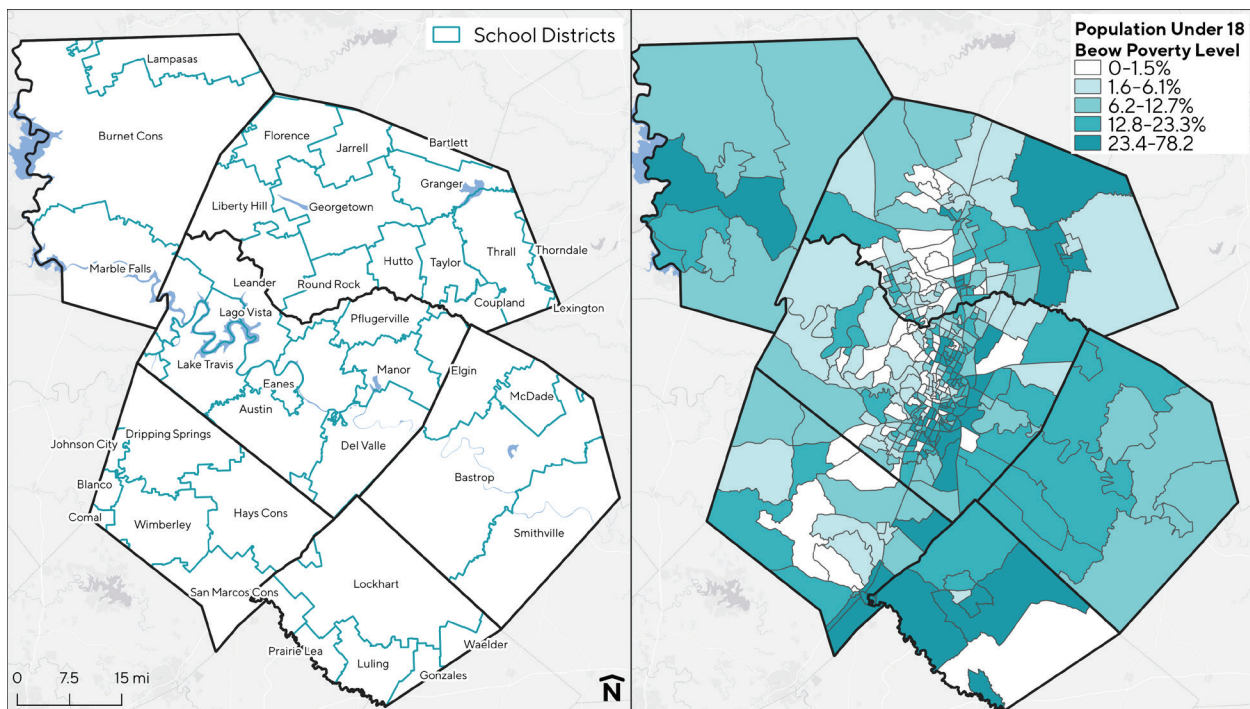 School Districts
Lampasas
Burnet Cons
Florence
Jarrell
Bartlett
Granger
Liberty Hill
Georgetown
Hutto
Taylor
Thrall
Thorndale
Marble Falls
Leander
Round Rock
Coupland
Lexington
Lago Vista
Pflugerville
Lake Travis
Manor
Elgin
Eanes
McDade
Austin
Dripping Springs
Johnson City
Del Valle
Bastrop
Blanco
Comal
Wimberley
Hays Cons
Smithville
Lockhart
San Marcos Cons
Prairie Lea
Waelder
Luling
Gonzales
0 7.5 15 mi
N
Population Under 18
Beow Poverty Level
0-1.5%
1.6-6.1%
6.2-12.7%
12.8-23.3%
23.4-78.2